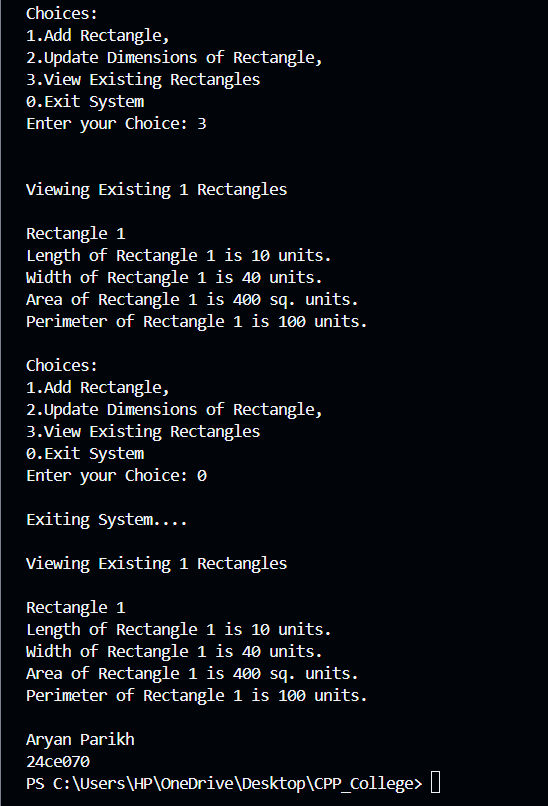 Choices:
1.Add Rectangle,
2.Update Dimensions of Rectangle,
3.View Existing Rectangles
0.Exit System
Enter your Choice: 3
Viewing Existing 1 Rectangles
Rectangle 1
Length of Rectangle 1 is 10 units.
Width of Rectangle 1 is 40 units.
Area of Rectangle 1 is 400 sq. units.
Perimeter of Rectangle 1 is 100 units.
Choices:
1.Add Rectangle,
2.Update Dimensions of Rectangle,
3.View Existing Rectangles
0.Exit System
Enter your Choice: 0
Exiting System....
Viewing Existing 1 Rectangles
Rectangle 1
Length of Rectangle 1 is 10 units.
Width of Rectangle 1 is 40 units.
Area of Rectangle 1 is 400 sq. units.
Perimeter of Rectangle 1 is 100 units.
Aryan Parikh
24ce070
PS C:\Users\HP\OneDrive\Desktop\CPP_College>